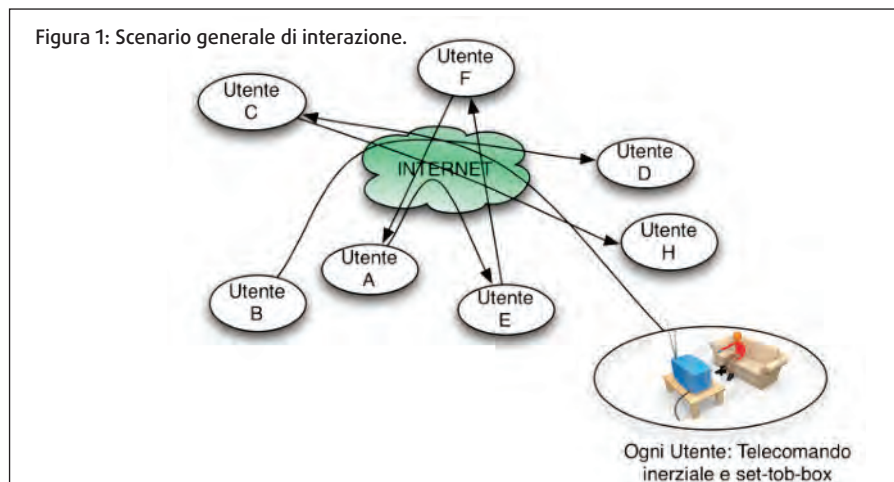 Figura 1: Scenario generale di interazione.
Utente
F
Utente
C
INTERNET
Utente
D
Utente
H
Utente
A
Utente
B
Utente
E
Ogni Utente: Telecomando
inerziale e set-tob-box